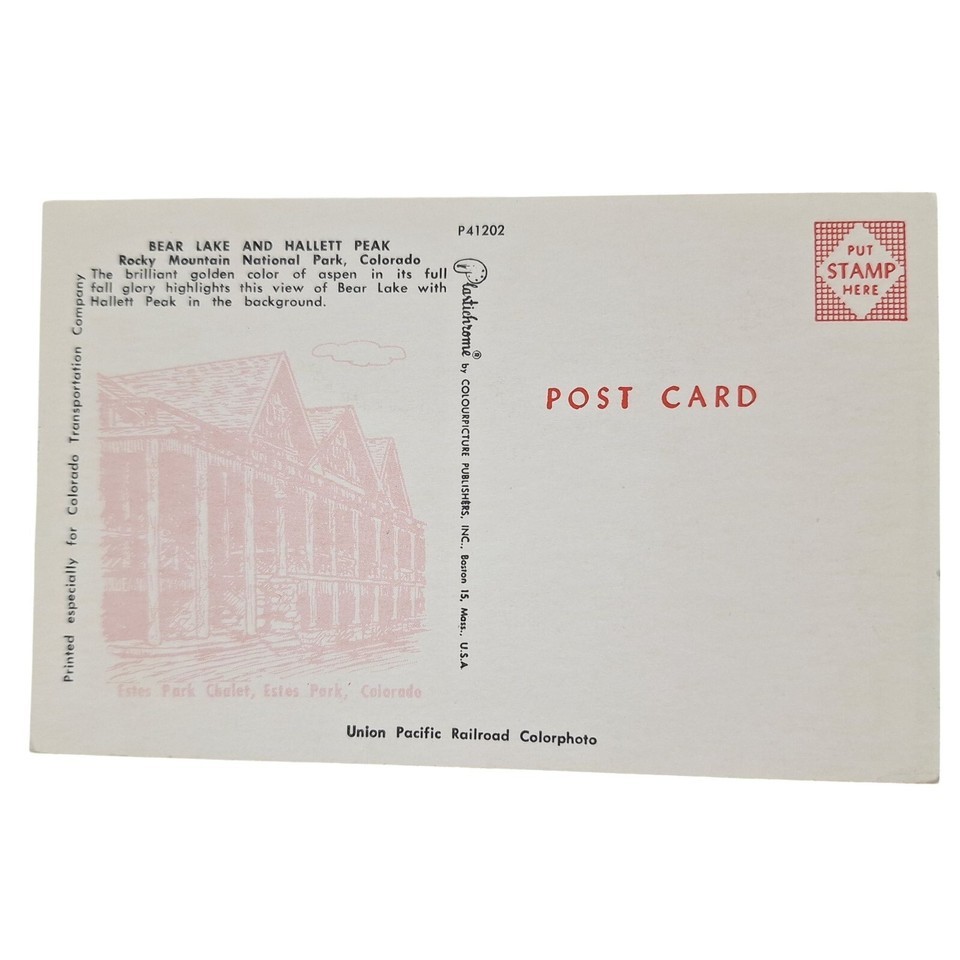 P41202
BEAR LAKE AND HALLETT PEAK
Rocky Mountain National Park, Colorado
The brilliant golden color of aspen in its full
fall glory highlights this view of Bear Lake with
Hallett Peak in the background.
Printed especially for Colorado Transportation Company
Estes Park Chalet, Estes Park, Colorado
Plastichrome® by COLOURPICTURE PUBLISHERS, INC., Boston 15, Mass., U.S.A
PUT
STAMP
HERE
POST CARD
Union Pacific Railroad Colorphoto